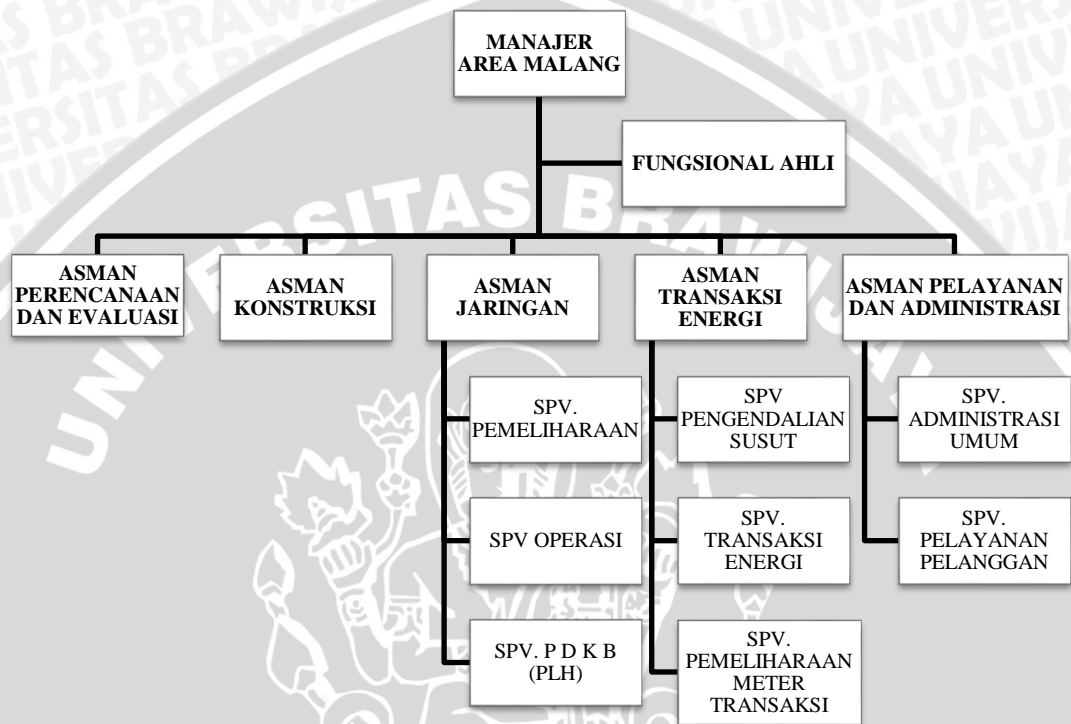 MANAJER
AREA MALANG
FUNGSIONAL AHLI
ASMAN
PERENCANAAN
DAN EVALUASI
ASMAN
KONSTRUKSI
ASMAN
JARINGAN
ASMAN
TRANSAKSI
ENERGI
ASMAN PELAYANAN
DAN ADMINISTRASI
SPV.
PEMELIHARAAN
SPV OPERASI
SPV. P D K B
(PLH)
SPV
PENGENDALIAN
SUSUT
SPV.
TRANSAKSI
ENERGI
SPV.
PEMELIHARAAN
METER
TRANSAKSI
SPV.
ADMINISTRASI
UMUM
SPV.
PELAYANAN
PELANGGAN